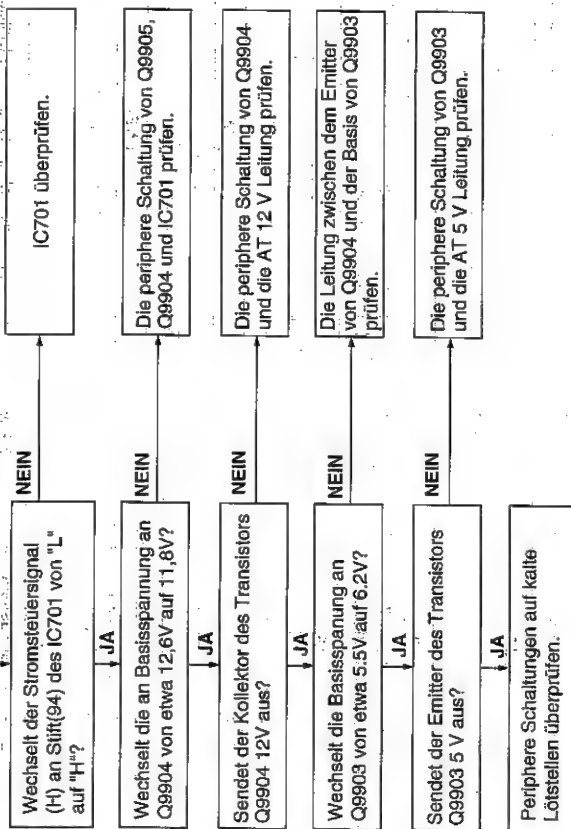 Wechselt der Stromsteuersignal
(H) an Stift(94) des IC701 von "L"
auf "H"?
NEIN
IC701 überprüfen.
JA
Wechselt die an Basisspannung an
Q9904 von etwa 12,6V auf 11,8V?
NEIN
Die periphere Schaltung von Q9905,
Q9904 und IC701 prüfen.
JA
Sendet der Kollektor des Transistors
Q9904 12V aus?
NEIN
Die periphere Schaltung von Q9904
und die AT 12 V Leitung prüfen.
JA
Wechselt die Basisspanung an
Q9903 von etwa 5.5V auf 6.2V?
NEIN
Die Leitung zwischen dem Emitter
von Q9904 und der Basis von Q9903
prüfen.
JA
Sendet der Emitter des Transistors
Q9903 5 V aus?
NEIN
Die periphere Schaltung von Q9903
und die AT 5 V Leitung prüfen.
JA
Periphere Schaltungen auf kalte
Lötstellen überprüfen.